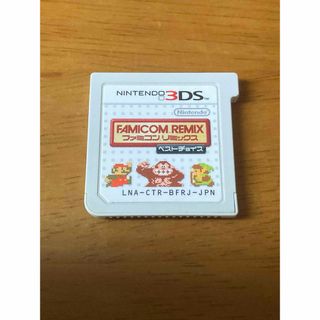 NINTENDO 3DS™
Nintendo
FAMICOM REMIX
ファミコンリミックス
ベストチョイス
LNA-CTR-BFRJ-JPN